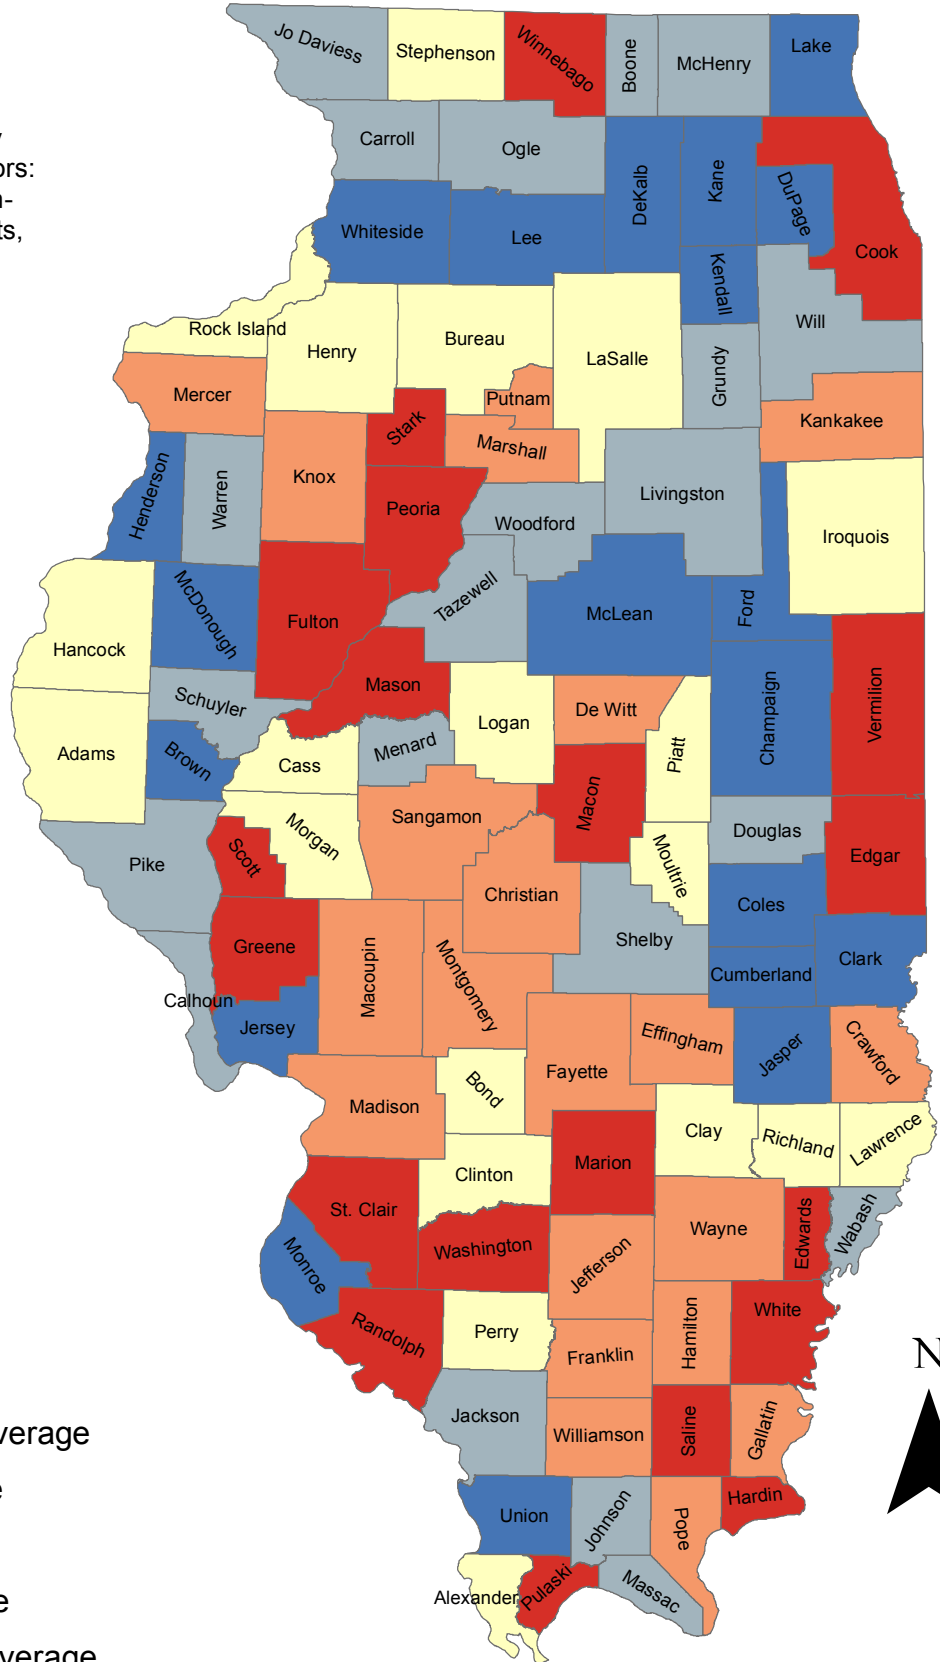 Jo Daviess
Stephenson
Winnebago
Boone
McHenry
Lake
Carroll
Ogle
DeKalb
Kane
DuPage
Cook
ors:
n-
ts,
Whiteside
Lee
Kendall
Will
Rock Island
Henry
Bureau
LaSalle
Grundy
Mercer
Putnam
Kankakee
Stark
Marshall
Knox
Henderson
Warren
Peoria
Woodford
Livingston
Iroquois
McDonough
Fulton
Tazewell
McLean
Ford
Hancock
Schuyler
Mason
Logan
De Witt
Champaign
Vermilion
Adams
Brown
Cass
Menard
Piatt
Macon
Sangamon
Douglas
Pike
Scott
Morgan
Moultrie
Edgar
Christian
Coles
Shelby
Greene
Macoupin
Montgomery
Cumberland
Clark
Calhoun
Jersey
Effingham
Jasper
Crawford
Fayette
Bond
Madison
Clay
Richland
Lawrence
Clinton
Marion
St. Clair
Wayne
Edwards
Wabash
Washington
Jefferson
Monroe
White
Randolph
Perry
Hamilton
Franklin
N
Jackson
Williamson
Saline
Gallatin
verage
e
Union
Johnson
Pope
Hardin
Alexander
Pulaski
Massac
e
verage